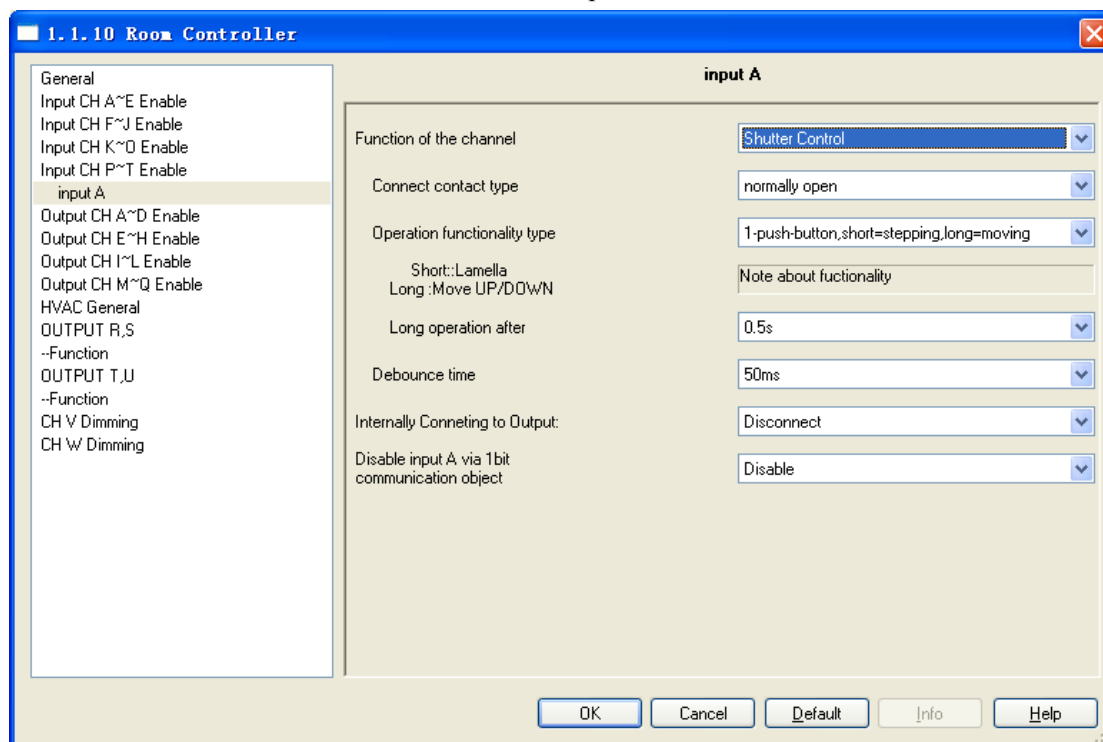 1.1.10 Room Controller
General
Input CH A~E Enable
Input CH F~J Enable
Input CH K~O Enable
Input CH P~T Enable
input A
Output CH A~D Enable
Output CH E~H Enable
Output CH I~L Enable
Output CH M~Q Enable
HVAC General
OUTPUT R,S
--Function
OUTPUT T,U
--Function
CH V Dimming
CH W Dimming
input A
Function of the channel
Shutter Control
Connect contact type
normally open
Operation functionality type
1-push-button,short=stepping,long=moving
Short::Lamella
Long :Move UP/DOWN
Note about fuctionality
Long operation after
0.5s
Debounce time
50ms
Internally Conneting to Output:
Disconnect
Disable input A via 1bit
communication object
Disable
OK
Cancel
Default
Info
Help